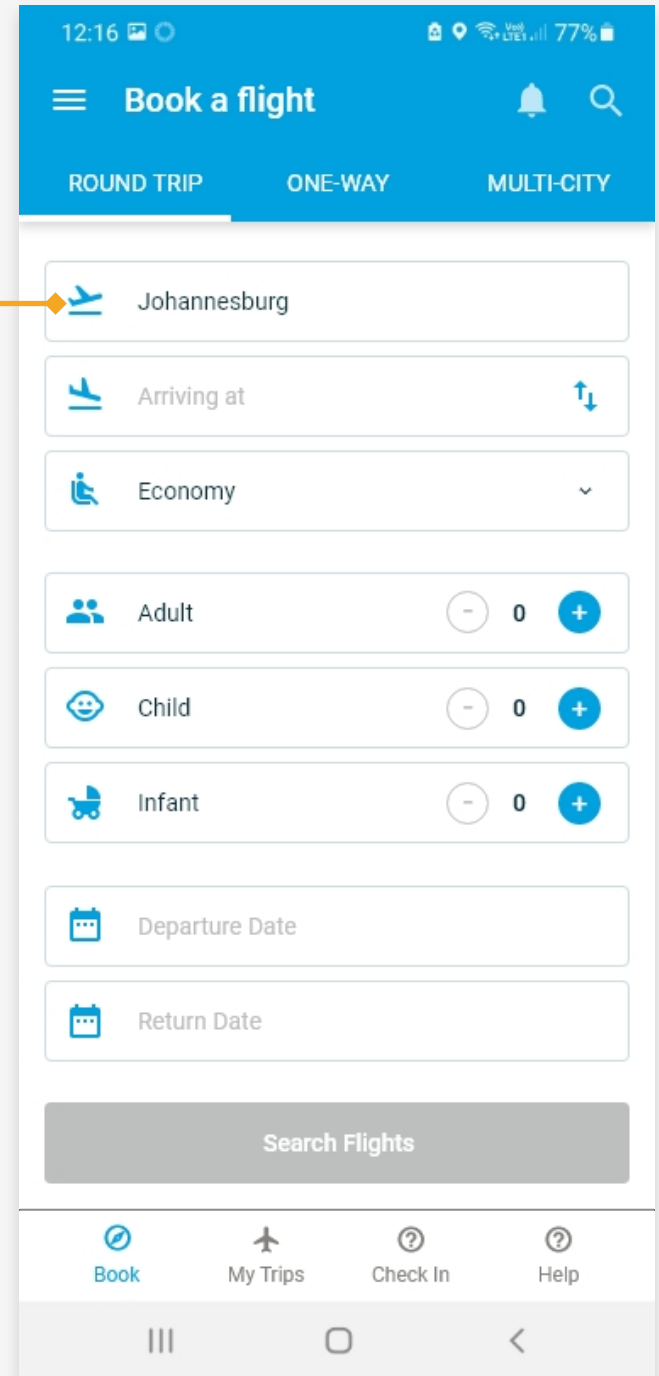 12:16 77%
Book a flight
ROUND TRIP ONE-WAY MULTI-CITY
Johannesburg
Arriving at
Economy
Adult - 0 +
Child - 0 +
Infant - 0 +
Departure Date
Return Date
Search Flights
Book My Trips Check In Help